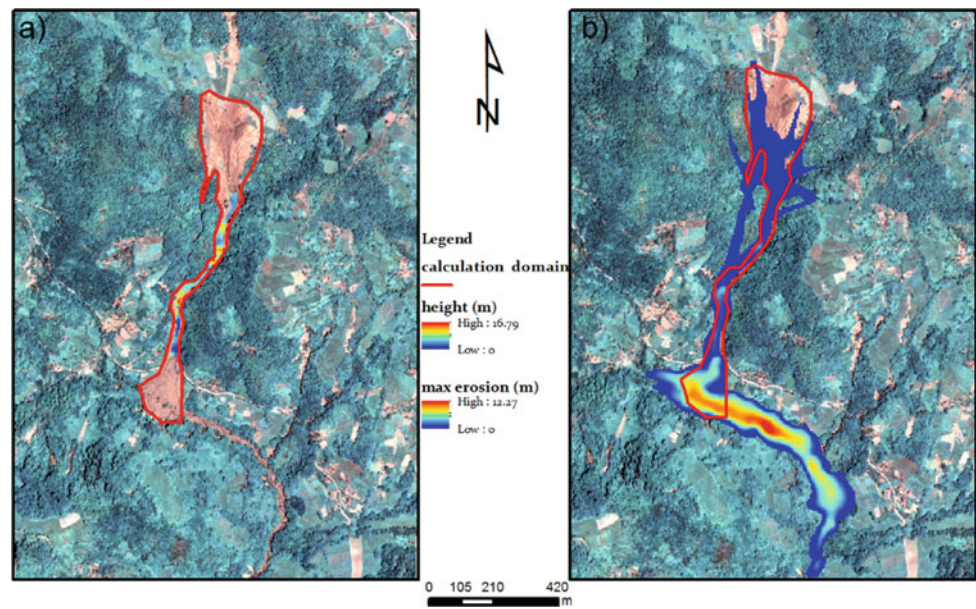 a)
N
Legend
calculation domain
height (m)
High : 16.79
Low : 0
max erosion (m)
High : 12.27
Low : 0
0 105 210 420
m
b)